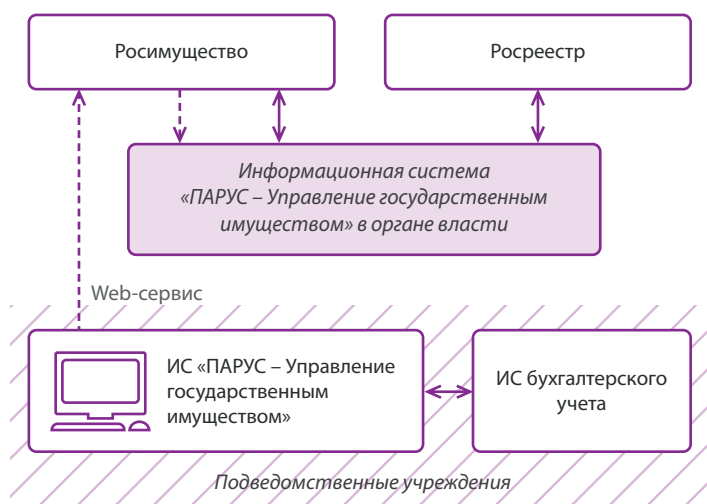 Росимущество
Росреестр
Информационная система
«ПАРУС – Управление государственным
имуществом» в органе власти
Web-сервис
ИС «ПАРУС – Управление
государственным
имуществом»
ИС бухгалтерского
учета
Подведомственные учреждения